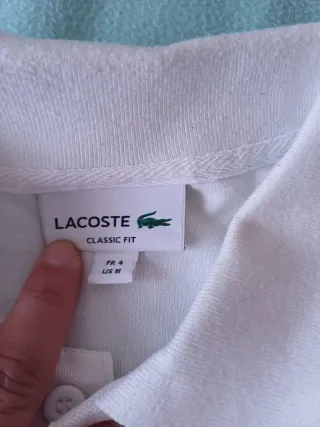 LACOSTE
CLASSIC FIT
FR 4
US M